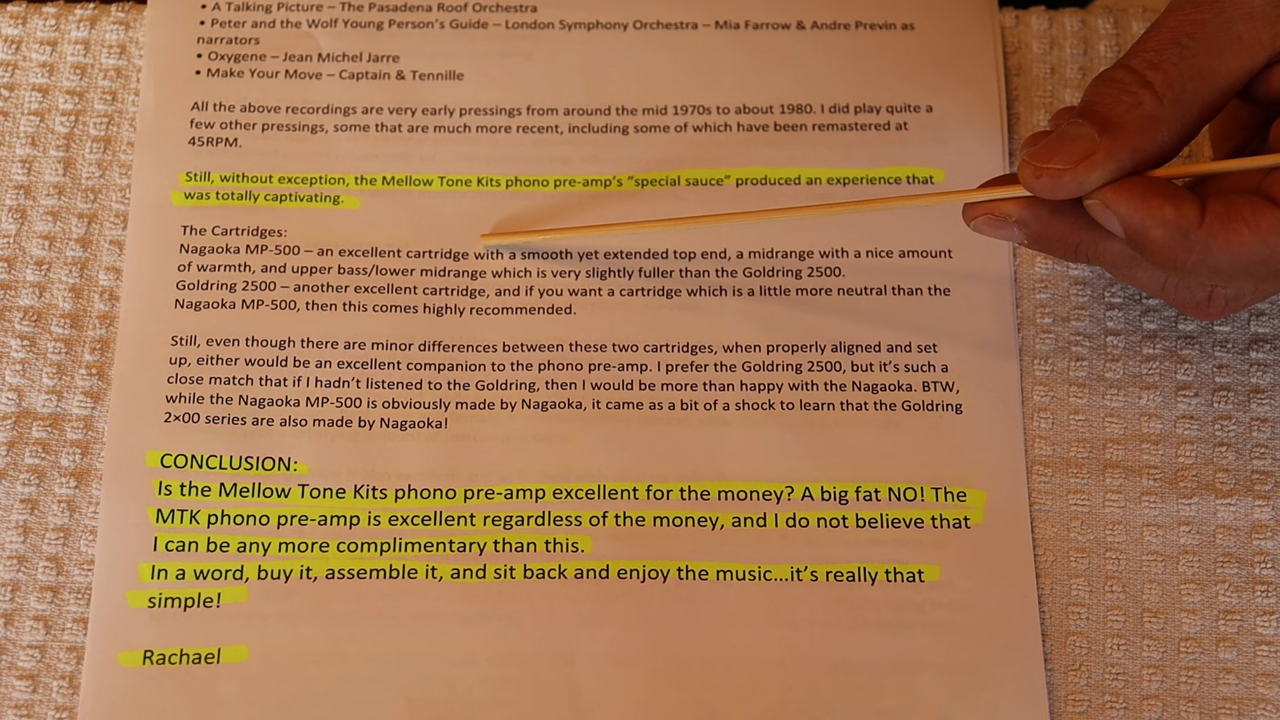 • A Talking Picture – The Pasadena Roof Orchestra
• Peter and the Wolf Young Person's Guide – London Symphony Orchestra – Mia Farrow & Andre Previn as
narrators
• Oxygene – Jean Michel Jarre
• Make Your Move – Captain & Tennille
All the above recordings are very early pressings from around the mid 1970s to about 1980. I did play quite a
few other pressings, some that are much more recent, including some of which have been remastered at
45RPM.
Still, without exception, the Mellow Tone Kits phono pre-amp's “special sauce” produced an experience that
was totally captivating.
The Cartridges:
Nagaoka MP-500 – an excellent cartridge with a smooth yet extended top end, a midrange with a nice amount
of warmth, and upper bass/lower midrange which is very slightly fuller than the Goldring 2500.
Goldring 2500 – another excellent cartridge, and if you want a cartridge which is a little more neutral than the
Nagaoka MP-500, then this comes highly recommended.
Still, even though there are minor differences between these two cartridges, when properly aligned and set
up, either would be an excellent companion to the phono pre-amp. I prefer the Goldring 2500, but it's such a
close match that if I hadn't listened to the Goldring, then I would be more than happy with the Nagaoka. BTW,
while the Nagaoka MP-500 is obviously made by Nagaoka, it came as a bit of a shock to learn that the Goldring
2×00 series are also made by Nagaoka!
CONCLUSION:
Is the Mellow Tone Kits phono pre-amp excellent for the money? A big fat NO! The
MTK phono pre-amp is excellent regardless of the money, and I do not believe that
I can be any more complimentary than this.
In a word, buy it, assemble it, and sit back and enjoy the music...it's really that
simple!
Rachael